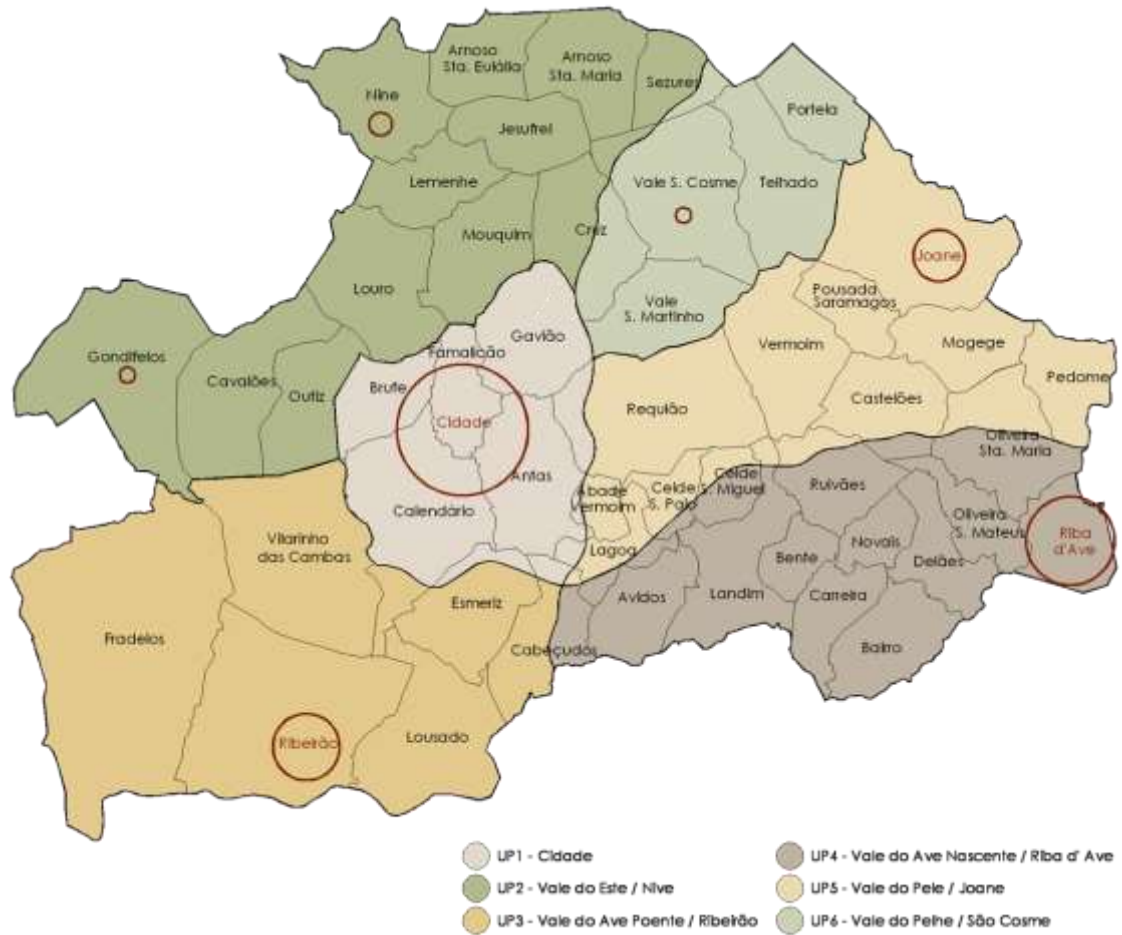 Arnoso
Sta. Eulália
Arnoso
Sta. Maria
Sezures
Nine
Portela
Jesufrei
Lemenhe
Vale S. Cosme
Telhado
Mouquim
Cruz
Joane
Louro
Pousada
Saramagos
Vale
S. Martinho
Gavião
Vermoim
Mogege
Famalicão
Gondifelos
Pedome
Cavalões
Brufe
Outiz
Castelões
Requião
Cidade
Oliveira
Sta. Maria
Antas
Ceide
S. Miguel
Ruivães
Abade
Vermoim
Ceide
S. Paio
Calendário
Oliveira
S. Mateus
Riba
d'Ave
Vilarinho
das Cambas
Novais
Lagoa
Bente
Delães
Esmeriz
Avidos
Landim
Carreira
Fradelos
Cabeçudos
Bairro
Ribeirão
Lousado
UP1 - Cidade
UP2 - Vale do Este / Nive
UP3 - Vale do Ave Poente / Ribeirão
UP4 - Vale do Ave Nascente / Riba d' Ave
UP5 - Vale do Pele / Joane
UP6 - Vale do Pelhe / São Cosme